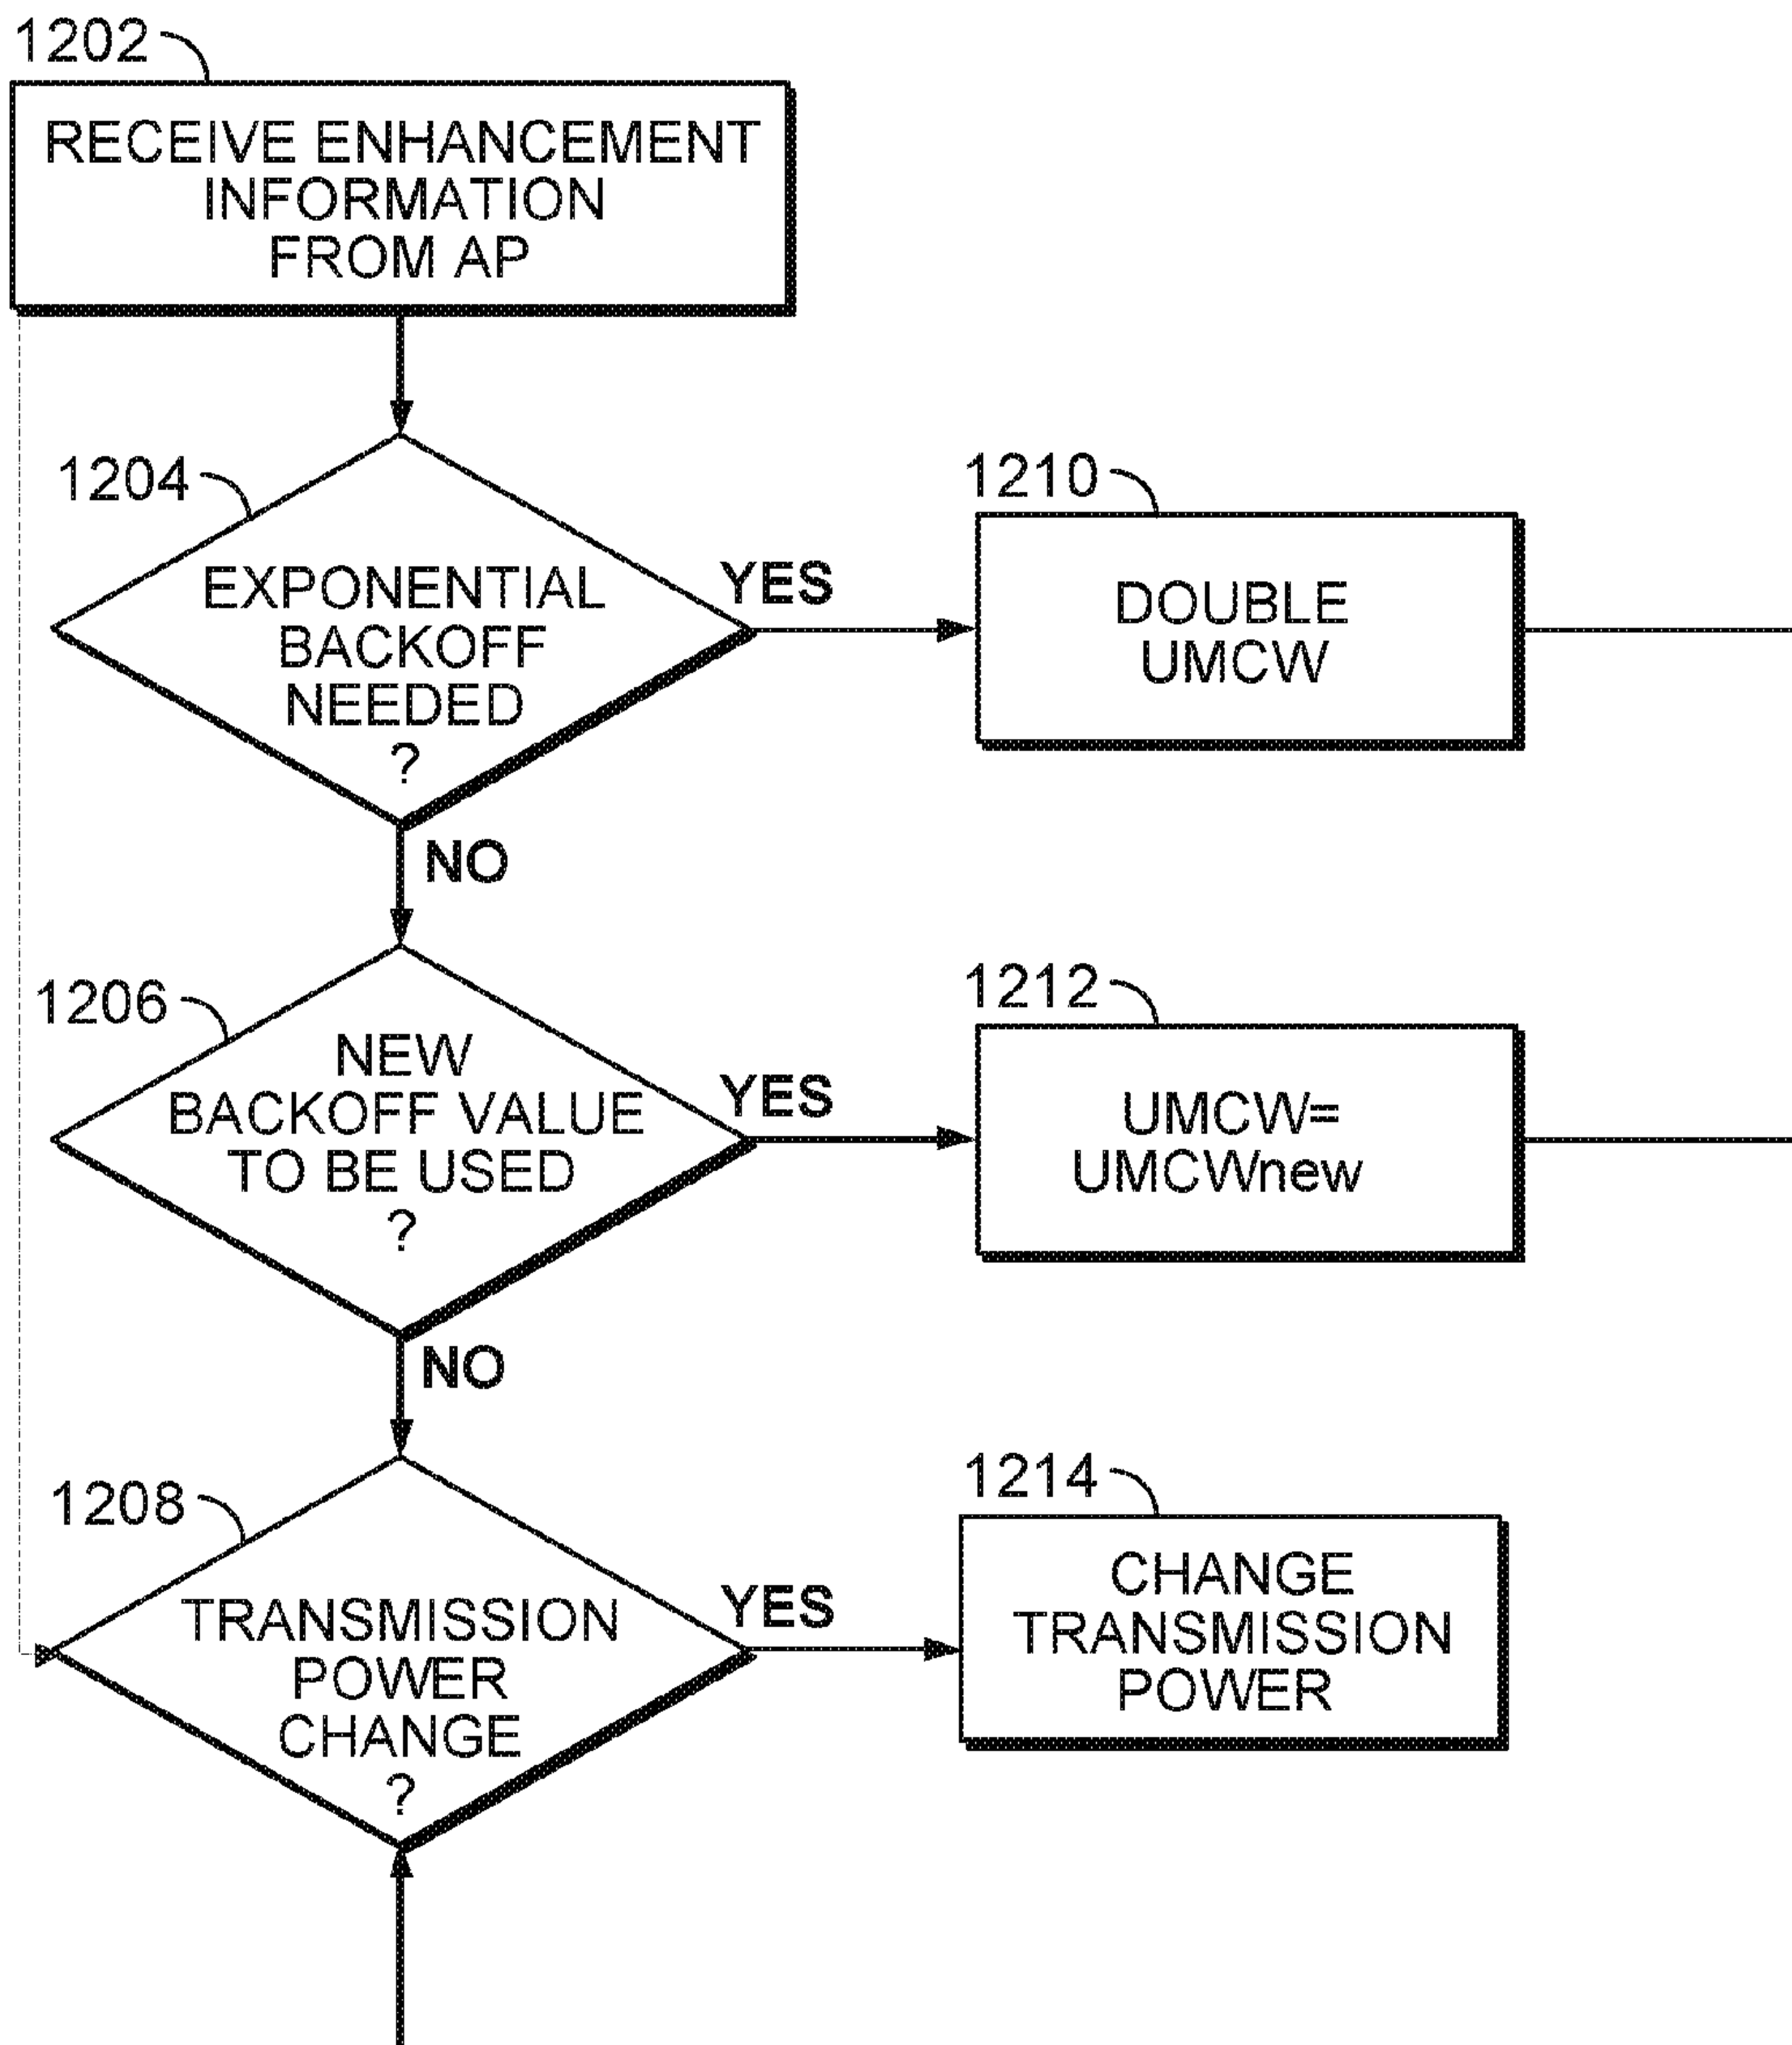 1202
RECEIVE ENHANCEMENT
INFORMATION
FROM AP
1204
EXPONENTIAL
BACKOFF
NEEDED
?
YES
1210
DOUBLE
UMCW
NO
1206
NEW
BACKOFF VALUE
TO BE USED
?
YES
1212
UMCW=
UMCWnew
NO
1208
TRANSMISSION
POWER
CHANGE
?
YES
1214
CHANGE
TRANSMISSION
POWER